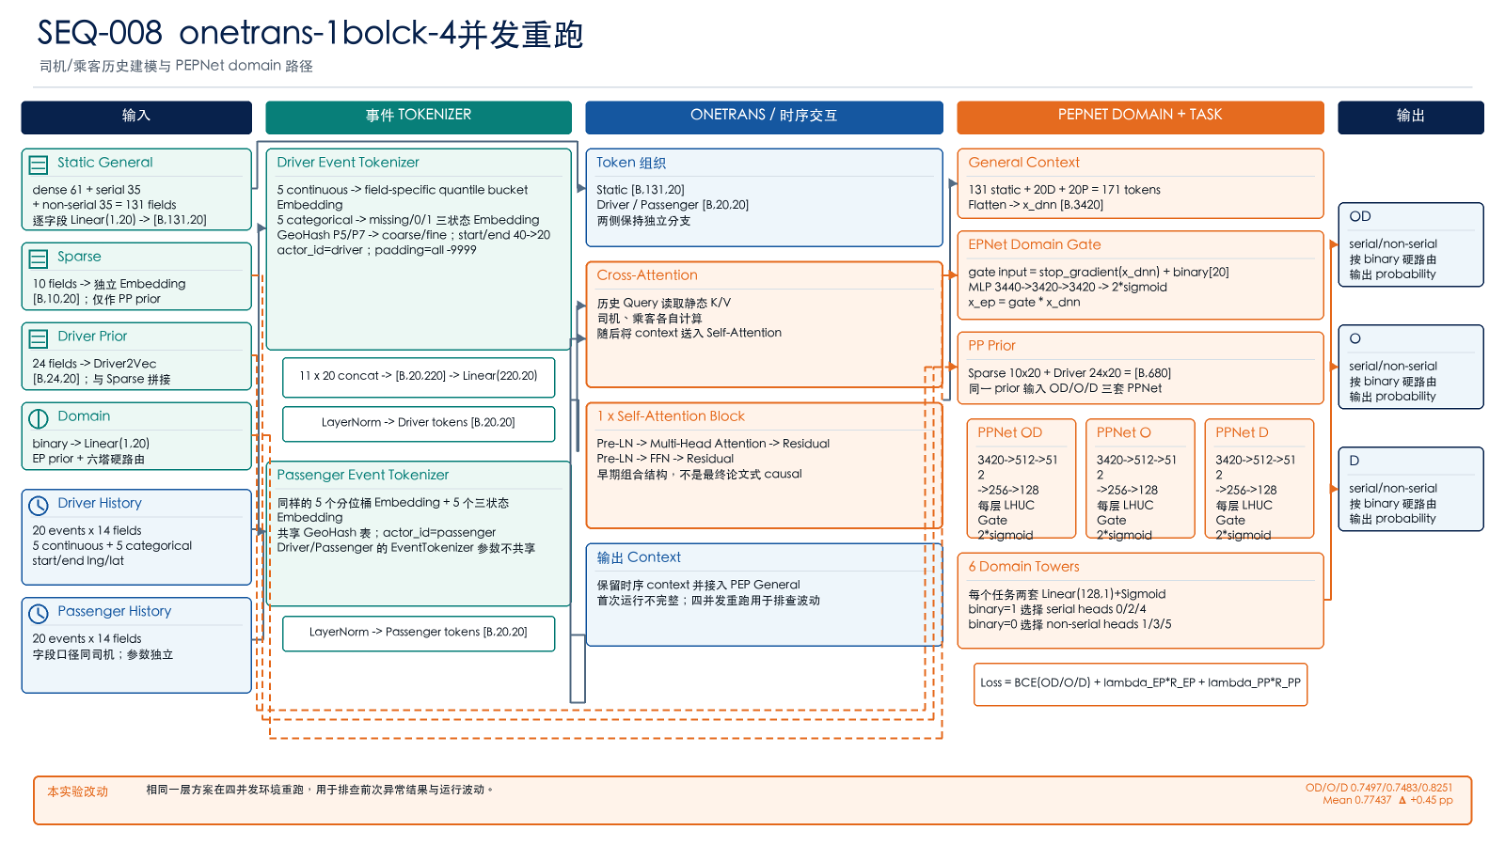 SEQ-008 onetrans-1bolck-4并发重跑
司机/乘客历史建模与 PEPNet domain 路径
输入
事件 TOKENIZER
ONETRANS / 时序交互
PEPNET DOMAIN + TASK
输出
Static General
dense 61 + serial 35
+ non-serial 35 = 131 fields
逐字段 Linear(1,20) -> [B,131,20]
Sparse
10 fields -> 独立 Embedding
[B,10,20]；仅作 PP prior
Driver Prior
24 fields -> Driver2Vec
[B,24,20]；与 Sparse 拼接
Domain
binary -> Linear(1,20)
EP prior + 六塔硬路由
Driver History
20 events x 14 fields
5 continuous + 5 categorical
start/end lng/lat
Passenger History
20 events x 14 fields
字段口径同司机；参数独立
Driver Event Tokenizer
5 continuous -> field-specific quantile bucket
Embedding
5 categorical -> missing/0/1 三状态 Embedding
GeoHash P5/P7 -> coarse/fine；start/end 40->20
actor_id=driver；padding=all -9999
11 x 20 concat -> [B,20,220] -> Linear(220,20)
LayerNorm -> Driver tokens [B,20,20]
Passenger Event Tokenizer
同样的 5 个分位桶 Embedding + 5 个三状态
Embedding
共享 GeoHash 表；actor_id=passenger
Driver/Passenger 的 EventTokenizer 参数不共享
LayerNorm -> Passenger tokens [B,20,20]
Token 组织
Static [B,131,20]
Driver / Passenger [B,20,20]
两侧保持独立分支
Cross-Attention
历史 Query 读取静态 K/V
司机、乘客各自计算
随后将 context 送入 Self-Attention
1 x Self-Attention Block
Pre-LN -> Multi-Head Attention -> Residual
Pre-LN -> FFN -> Residual
早期组合结构，不是最终论文式 causal
输出 Context
保留时序 context 并接入 PEP General
首次运行不完整；四并发重跑用于排查波动
General Context
131 static + 20D + 20P = 171 tokens
Flatten -> x_dnn [B,3420]
EPNet Domain Gate
gate input = stop_gradient(x_dnn) + binary[20]
MLP 3440->3420->3420 -> 2*sigmoid
x_ep = gate * x_dnn
PP Prior
Sparse 10x20 + Driver 24x20 = [B,680]
同一 prior 输入 OD/O/D 三套 PPNet
PPNet OD
3420->512->51
2
->256->128
每层 LHUC
Gate
2*sigmoid
PPNet O
3420->512->51
2
->256->128
每层 LHUC
Gate
2*sigmoid
PPNet D
3420->512->51
2
->256->128
每层 LHUC
Gate
2*sigmoid
6 Domain Towers
每个任务两套 Linear(128,1)+Sigmoid
binary=1 选择 serial heads 0/2/4
binary=0 选择 non-serial heads 1/3/5
Loss = BCE(OD/O/D) + lambda_EP*R_EP + lambda_PP*R_PP
OD
serial/non-serial
按 binary 硬路由
输出 probability
O
serial/non-serial
按 binary 硬路由
输出 probability
D
serial/non-serial
按 binary 硬路由
输出 probability
本实验改动
相同一层方案在四并发环境重跑，用于排查前次异常结果与运行波动。
OD/O/D 0.7497/0.7483/0.8251
Mean 0.77437 Δ +0.45 pp